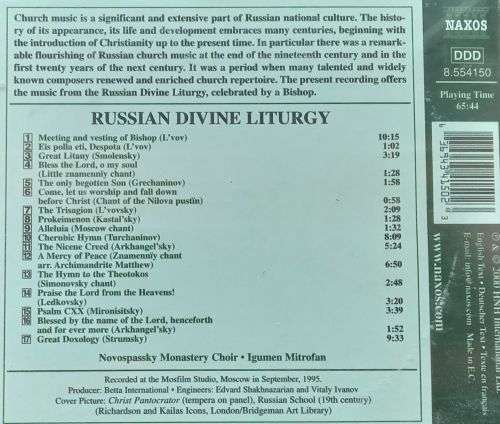 Church music is a significant and extensive part of Russian national culture. The histo-
ry of its appearance, its life and development embraces many centuries, beginning with
the introduction of Christianity up to the present time. In particular there was a remark-
able flourishing of Russian church music at the end of the nineteenth century and in the
first twenty years of the next century. It was a period when many talented and widely
known composers renewed and enriched church repertoire. The present recording offers
the music from the Russian Divine Liturgy, celebrated by a Bishop.
NAXOS
DDD
8.554150
Playing Time
65:44
RUSSIAN DIVINE LITURGY
1 Meeting and vesting of Bishop (L'vov) 10:15
2 Eis polla eti, Despota (L'vov) 1:02
3 Great Litany (Smolensky) 3:19
4 Bless the Lord, o my soul
(Little znamenniy chant) 1:28
5 The only begotten Son (Grechaninov) 1:58
6 Come, let us worship and fall down
before Christ (Chant of the Nilova pustin) 0:58
7 The Trisagion (L'vovsky) 2:09
8 Prokeimenon (Kastal'sky) 1:28
9 Alleluia (Moscow chant) 1:32
10 Cherubic Hymn (Turchaninov) 8:09
11 The Nicene Creed (Arkhangel'sky) 5:24
12 A Mercy of Peace (Znamenniy chant
arr. Archimandrite Matthew) 6:50
13 The Hymn to the Theotokos
(Simonovsky chant) 2:48
14 Praise the Lord from the Heavens!
(Ledkovsky) 3:20
15 Psalm CXX (Mironisitsky) 3:39
16 Blessed by the name of the Lord, henceforth
and for ever more (Arkhangel'sky) 1:52
17 Great Doxology (Strumsky) 9:33
Novospassky Monastery Choir • Igumen Mitrofan
Recorded at the Mosfilm Studio, Moscow in September, 1995.
Producer: Betta International • Engineers: Edvard Shakhnazarian and Vitaly Ivanov
Cover Picture: Christ Pantocrator (tempera on panel), Russian School (19th century)
(Richardson and Kailas Icons, London/Bridgeman Art Library)
www.naxos.com
English Text • Deutscher Text • Texte en français
E-mail: info@naxos.com Made in E.C.